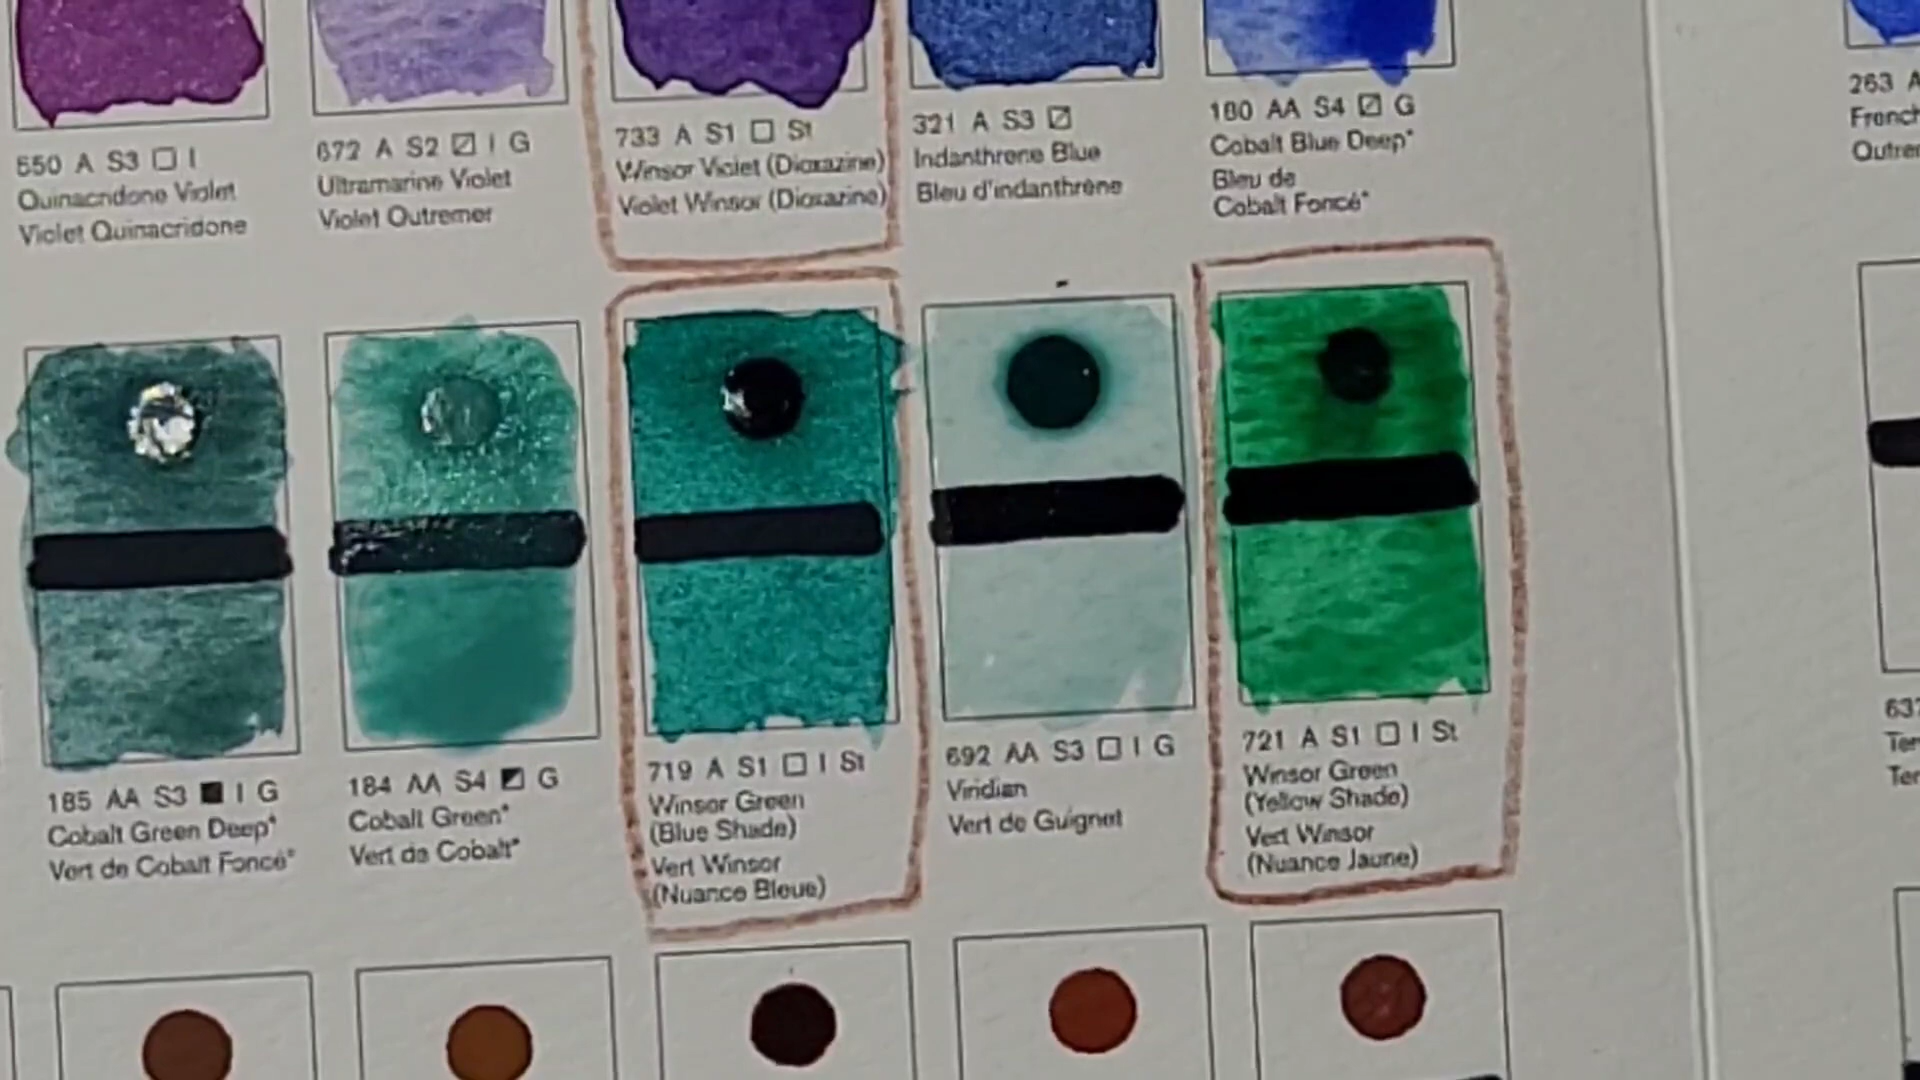 550 A S3 I
Quinacridone Violet
Violet Quinacridone
672 A S2 I G
Ultramarine Violet
Violet Outremer
733 A S1 St
Winsor Violet (Dioxazine)
Violet Winsor (Dioxazine)
321 A S3
Indanthrene Blue
Bleu d'indanthrène
180 AA S4 G
Cobalt Blue Deep*
Bleu de
Cobalt Foncé*
263
French
185 AA S3 I G
Cobalt Green Deep*
Vert de Cobalt Foncé*
184 AA S4 G
Cobalt Green*
Vert de Cobalt*
719 A S1 I St
Winsor Green
(Blue Shade)
Vert Winsor
(Nuance Bleue)
692 AA S3 I G
Viridian
Vert de Guignet
721 A S1 I St
Winsor Green
(Yellow Shade)
Vert Winsor
(Nuance Jaune)